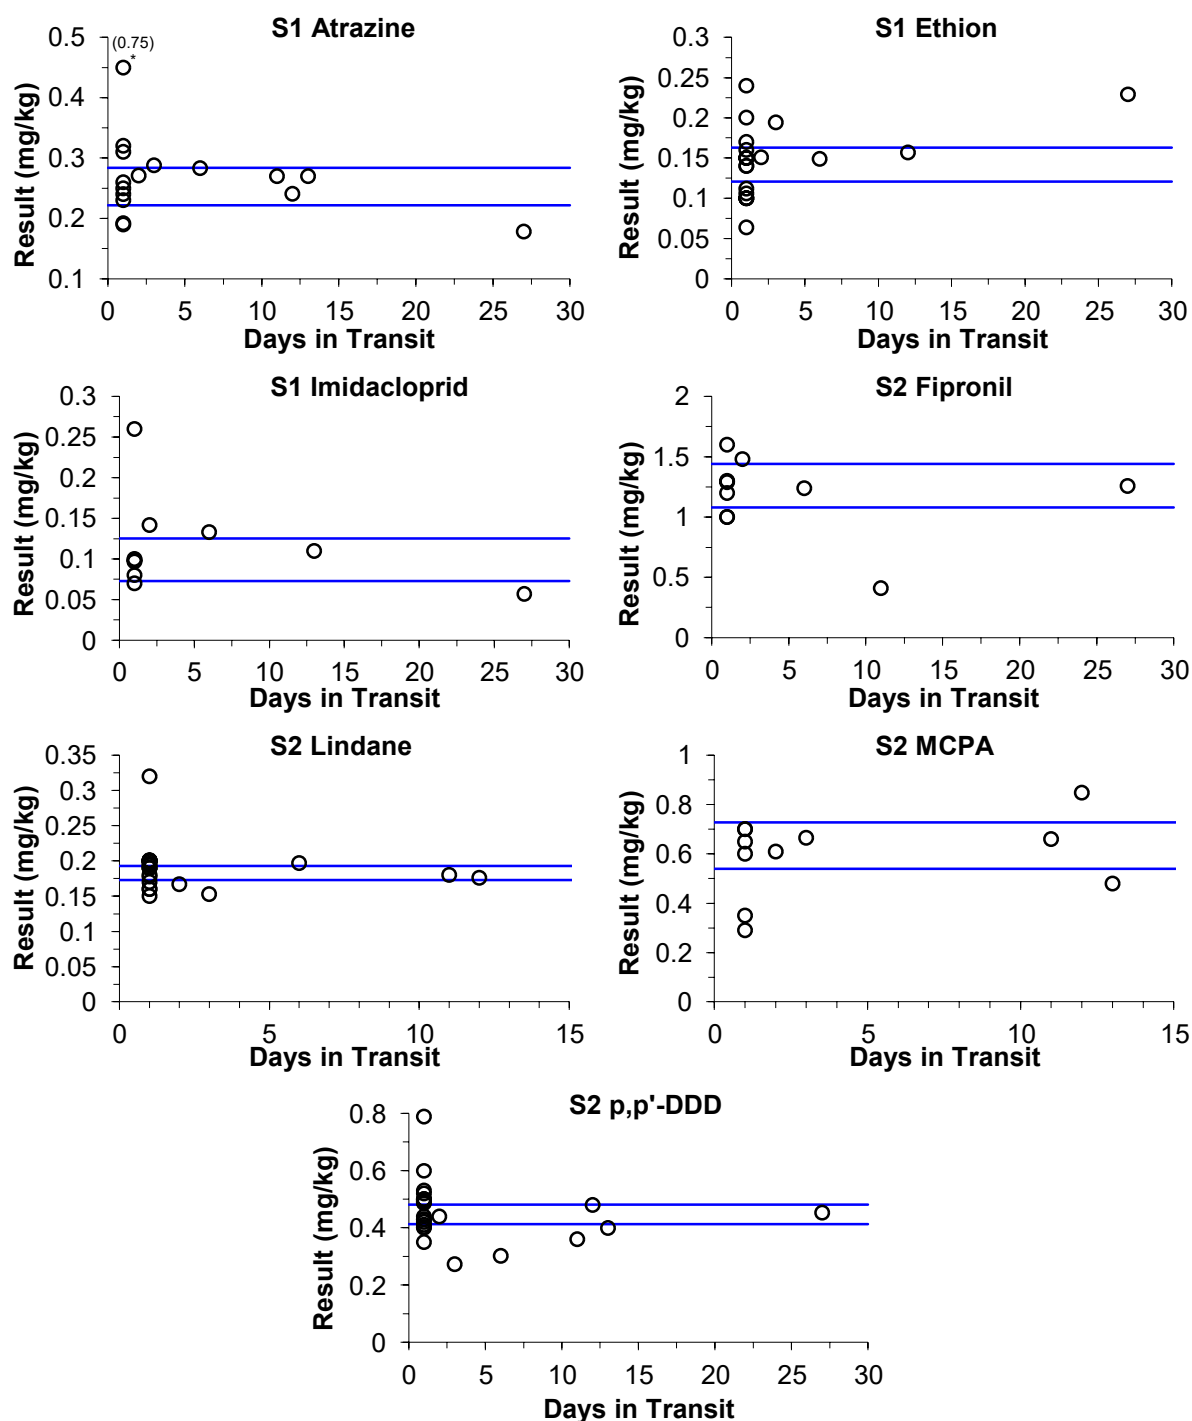 S1 Atrazine
Result (mg/kg)
0.5
0.4
0.3
0.2
0.1
(0.75)
*
0 5 10 15 20 25 30
Days in Transit
S1 Ethion
Result (mg/kg)
0.3
0.25
0.2
0.15
0.1
0.05
0
0 5 10 15 20 25 30
Days in Transit
S1 Imidacloprid
Result (mg/kg)
0.3
0.25
0.2
0.15
0.1
0.05
0
0 5 10 15 20 25 30
Days in Transit
S2 Fipronil
Result (mg/kg)
2
1.5
1
0.5
0
0 5 10 15 20 25 30
Days in Transit
S2 Lindane
Result (mg/kg)
0.35
0.3
0.25
0.2
0.15
0.1
0.05
0
0 5 10 15
Days in Transit
S2 MCPA
Result (mg/kg)
1
0.8
0.6
0.4
0.2
0
0 5 10 15
Days in Transit
S2 p,p'-DDD
Result (mg/kg)
0.8
0.6
0.4
0.2
0
0 5 10 15 20 25 30
Days in Transit